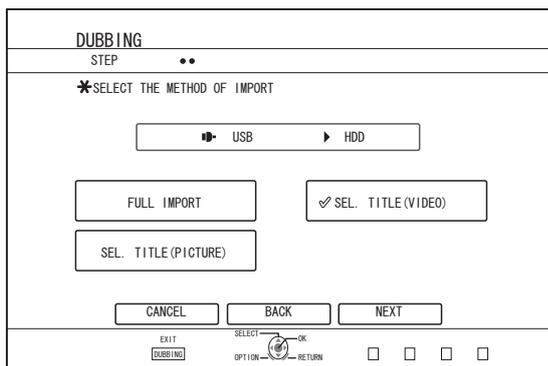 DUBBING
STEP
SELECT THE METHOD OF IMPORT
USB HDD
FULL IMPORT
SEL. TITLE(VIDEO)
SEL. TITLE(PICTURE)
CANCEL BACK NEXT
EXIT
DUBBING
SELECT OK
OPTION RETURN